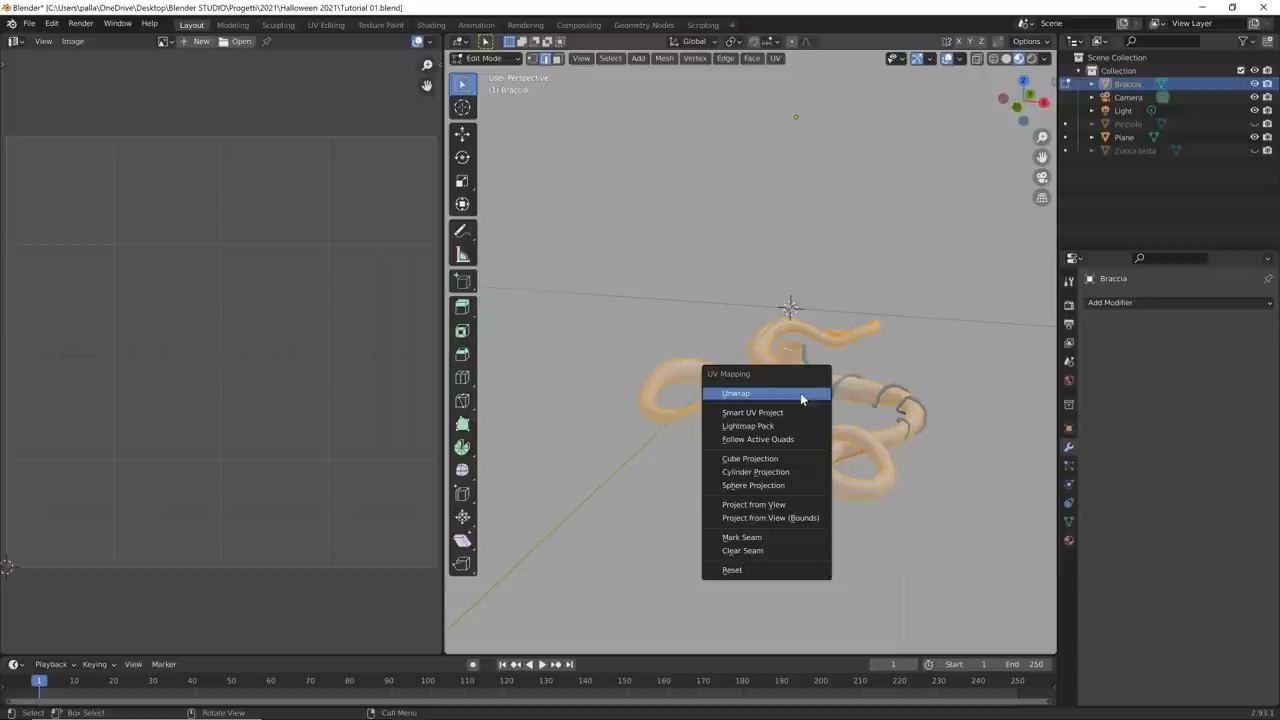 Blender* [C:\Users\palla\OneDrive\Desktop\Blender STUDIO\Progetti\2021\Halloween 2021\Tutorial 01.blend]
File Edit Render Window Help Layout Modeling Sculpting UV Editing Texture Paint Shading Animation Rendering Compositing Geometry Nodes Scripting + Scene View Layer
View Image New Open Global X Y Z Options
Edit Mode View Select Add Mesh Vertex Edge Face UV
User Perspective
(1) Braccia
Scene Collection
Collection
Braccia
Camera
Light
Picciolo
Plane
Zucca testa
Braccia
Add Modifier
UV Mapping
Unwrap
Smart UV Project
Lightmap Pack
Follow Active Quads
Cube Projection
Cylinder Projection
Sphere Projection
Project from View
Project from View (Bounds)
Mark Seam
Clear Seam
Reset
Playback Keying View Marker 1 Start 1 End 250
1 10 20 30 40 50 60 70 80 90 100 110 120 130 140 150 160 170 180 190 200 210 220 230 240 250
Select Box Select Rotate View Call Menu 2.93.1